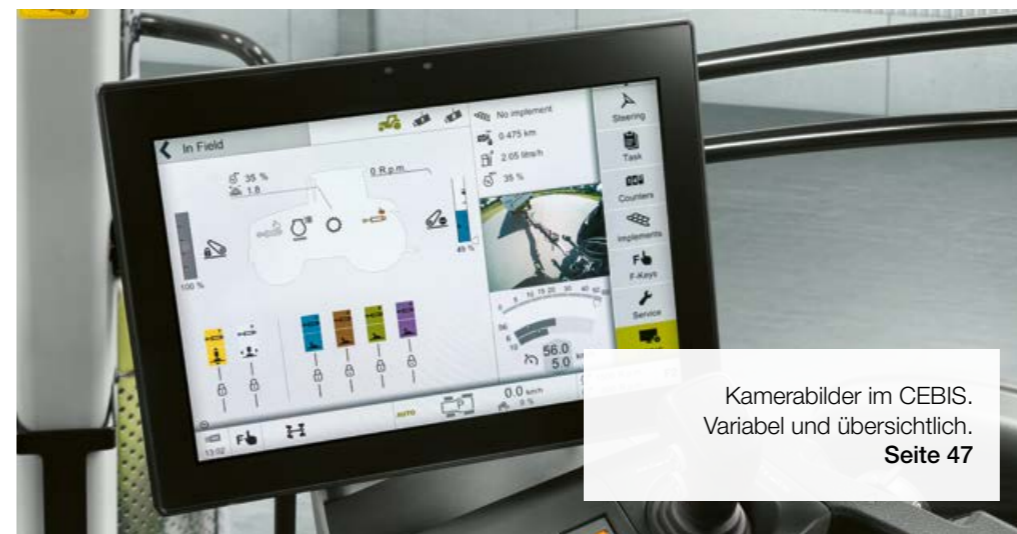 In Field
35 %
1.8
0 R.p.m.
100 %
49 %
No implement
0.475 km
2.05 l/ha/h
35 %
Steering
Task
Counters
Implements
F-Keys
Service
56.0
5.0
AUTO
P
0.0 km/h
0 %
13:02
F
Kamerabilder im CEBIS.
Variabel und übersichtlich.
Seite 47